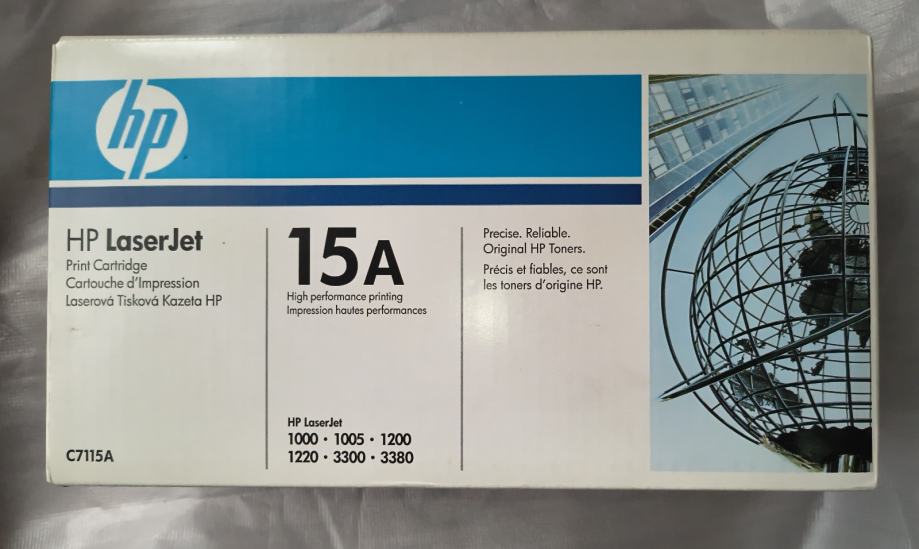 hp
HP LaserJet
Print Cartridge
Cartouche d'Impression
Laserová Tisková Kazeta HP
C7115A
15A
High performance printing
Impression hautes performances
HP LaserJet
1000 • 1005 • 1200
1220 • 3300 • 3380
Precise. Reliable.
Original HP Toners.
Précis et fiables, ce sont
les toners d'origine HP.